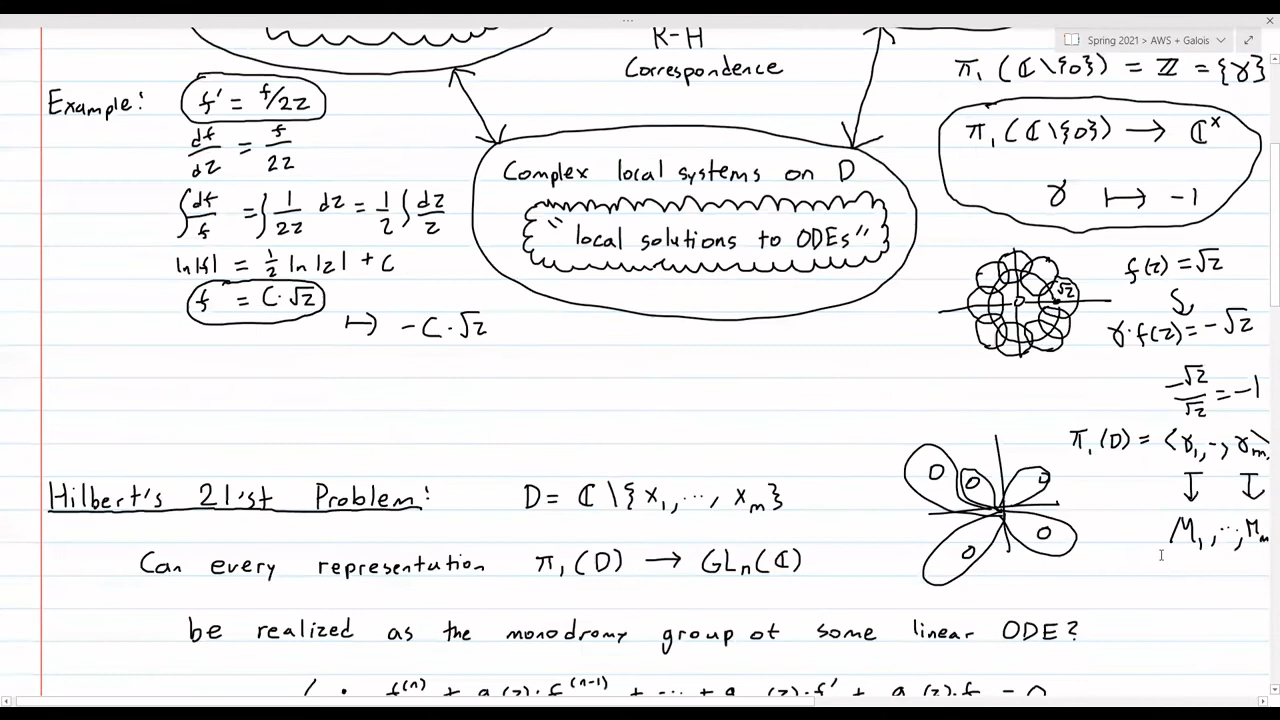 Spring 2021 > AWS + Galois
R-H
Correspondence
π₁(ℂ\{0}) = ℤ = {γ}
Example:
f' = f/2z
df/dz = f/2z
∫ df/f = ∫ 1/2z dz = 1/2 ∫ dz/z
ln|f| = 1/2 ln|z| + C
f = C·√z
↦ -C·√z
Complex local systems on D
"local solutions to ODEs"
π₁(ℂ\{0}) → ℂ^x
γ ↦ -1
√z
f(z) = √z
γ·f(z) = -√z
-√z/√z = -1
π₁(D) = ⟨γ₁, -, γₘ⟩
M₁, ..., Mₘ
Hilbert's 21st Problem: D = ℂ\{x₁, ..., xₘ}
Can every representation π₁(D) → GLₙ(ℂ)
be realized as the monodromy group of some linear ODE?
f^(n) + a (z)·f^(n-1) + ... + a (z)·f' + a (z)·f = 0